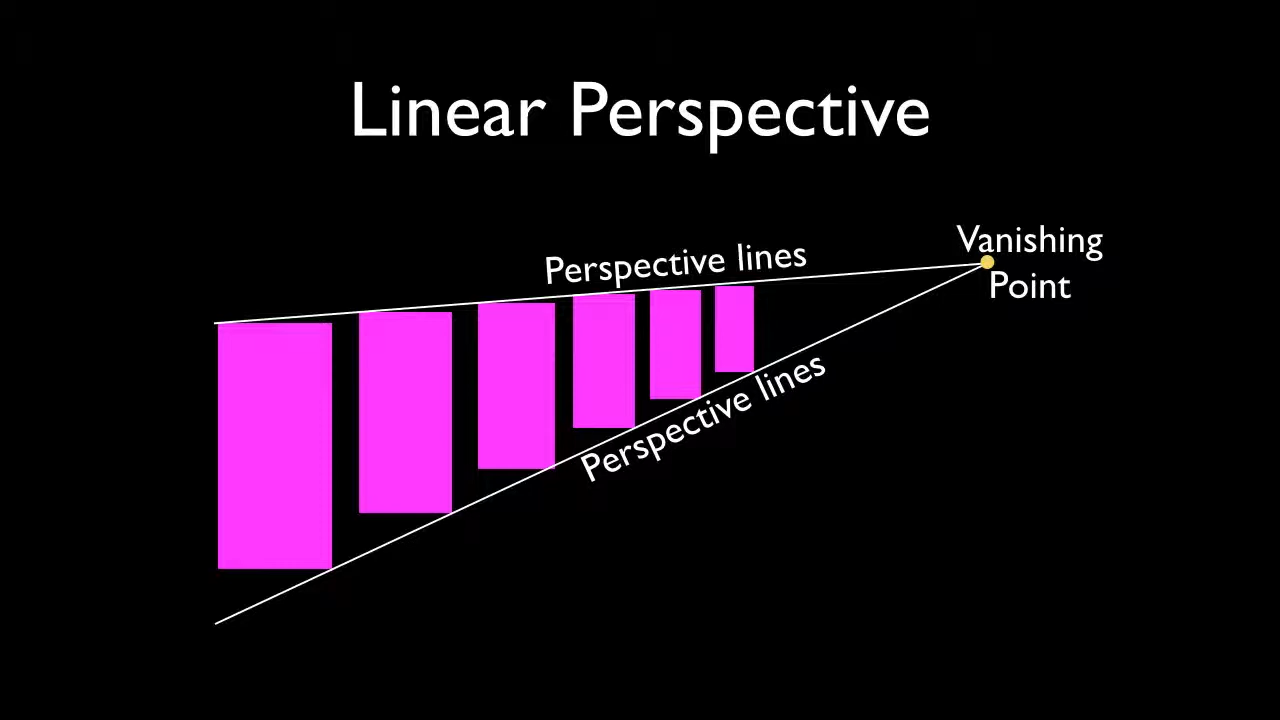 Linear Perspective
Vanishing
Point
Perspective lines
Perspective lines